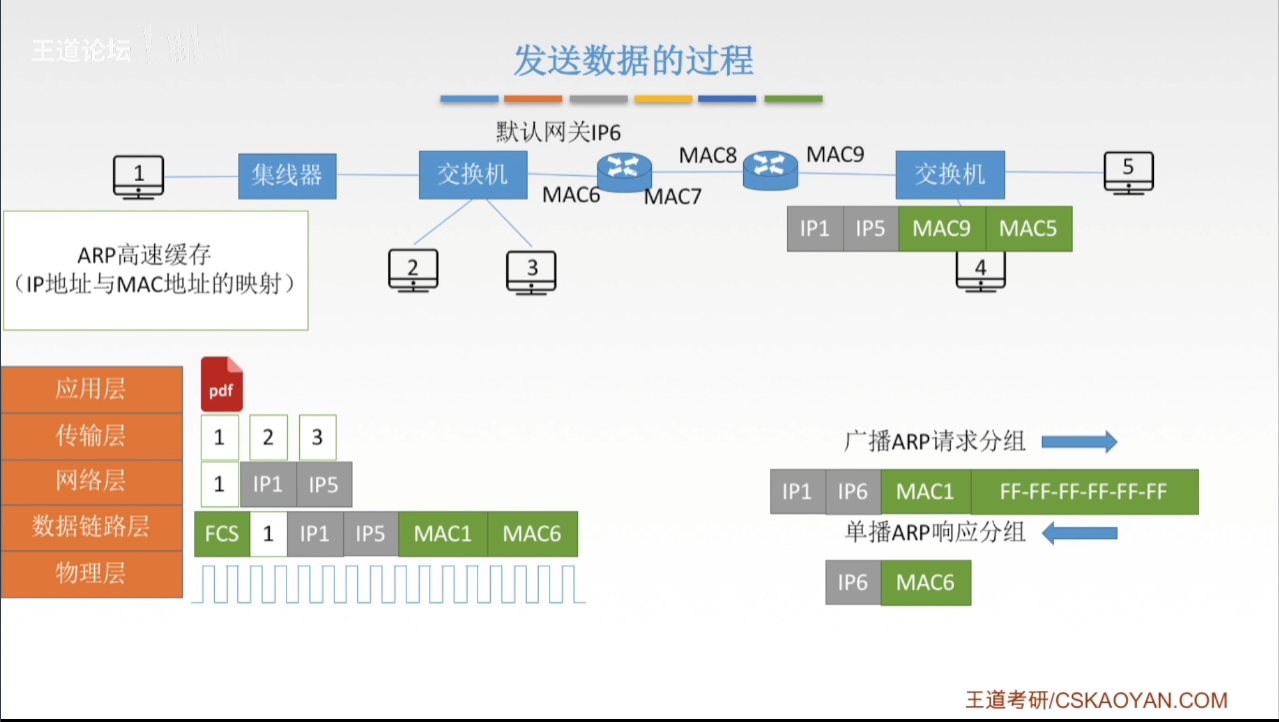 王道论坛
发送数据的过程
默认网关IP6
1
集线器
交换机
MAC6
MAC7
MAC8
MAC9
交换机
5
2
3
4
IP1 IP5 MAC9 MAC5
ARP高速缓存
（IP地址与MAC地址的映射）
应用层
pdf
传输层
1 2 3
网络层
1 IP1 IP5
数据链路层
FCS 1 IP1 IP5 MAC1 MAC6
物理层
广播ARP请求分组
IP1 IP6 MAC1 FF-FF-FF-FF-FF-FF
单播ARP响应分组
IP6 MAC6
王道考研/CSKAOYAN.COM